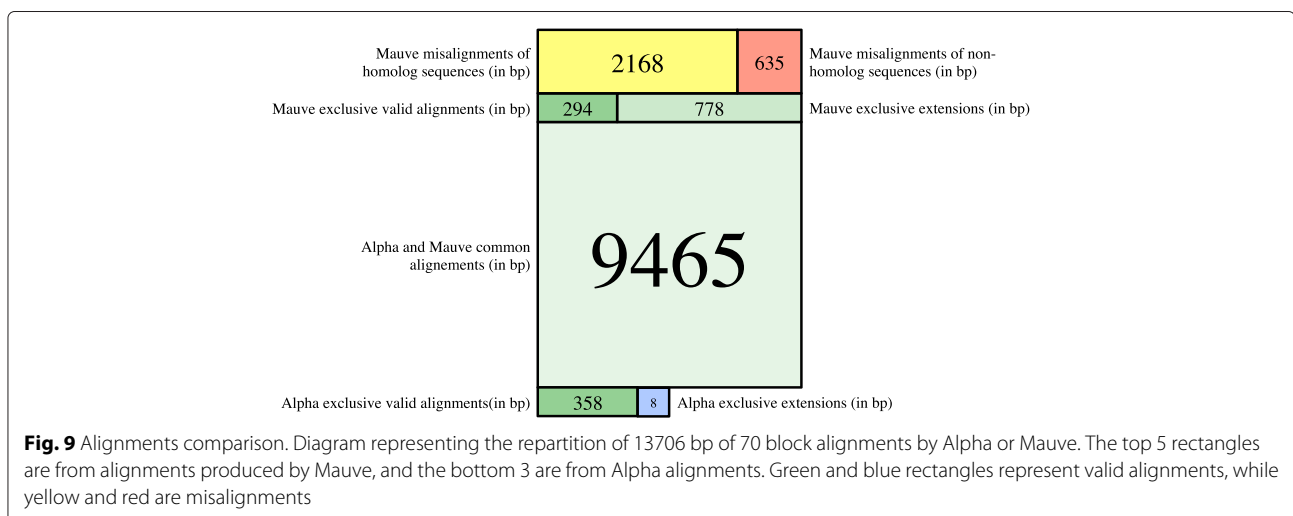 Mauve misalignments of
homolog sequences (in bp)
2168
635
Mauve misalignments of non-
homolog sequences (in bp)
Mauve exclusive valid alignments (in bp)
294
778
Mauve exclusive extensions (in bp)
Alpha and Mauve common
alignements (in bp)
9465
Alpha exclusive valid alignments(in bp)
358
8
Alpha exclusive extensions (in bp)
Fig. 9 Alignments comparison. Diagram representing the repartition of 13706 bp of 70 block alignments by Alpha or Mauve. The top 5 rectangles
are from alignments produced by Mauve, and the bottom 3 are from Alpha alignments. Green and blue rectangles represent valid alignments, while
yellow and red are misalignments